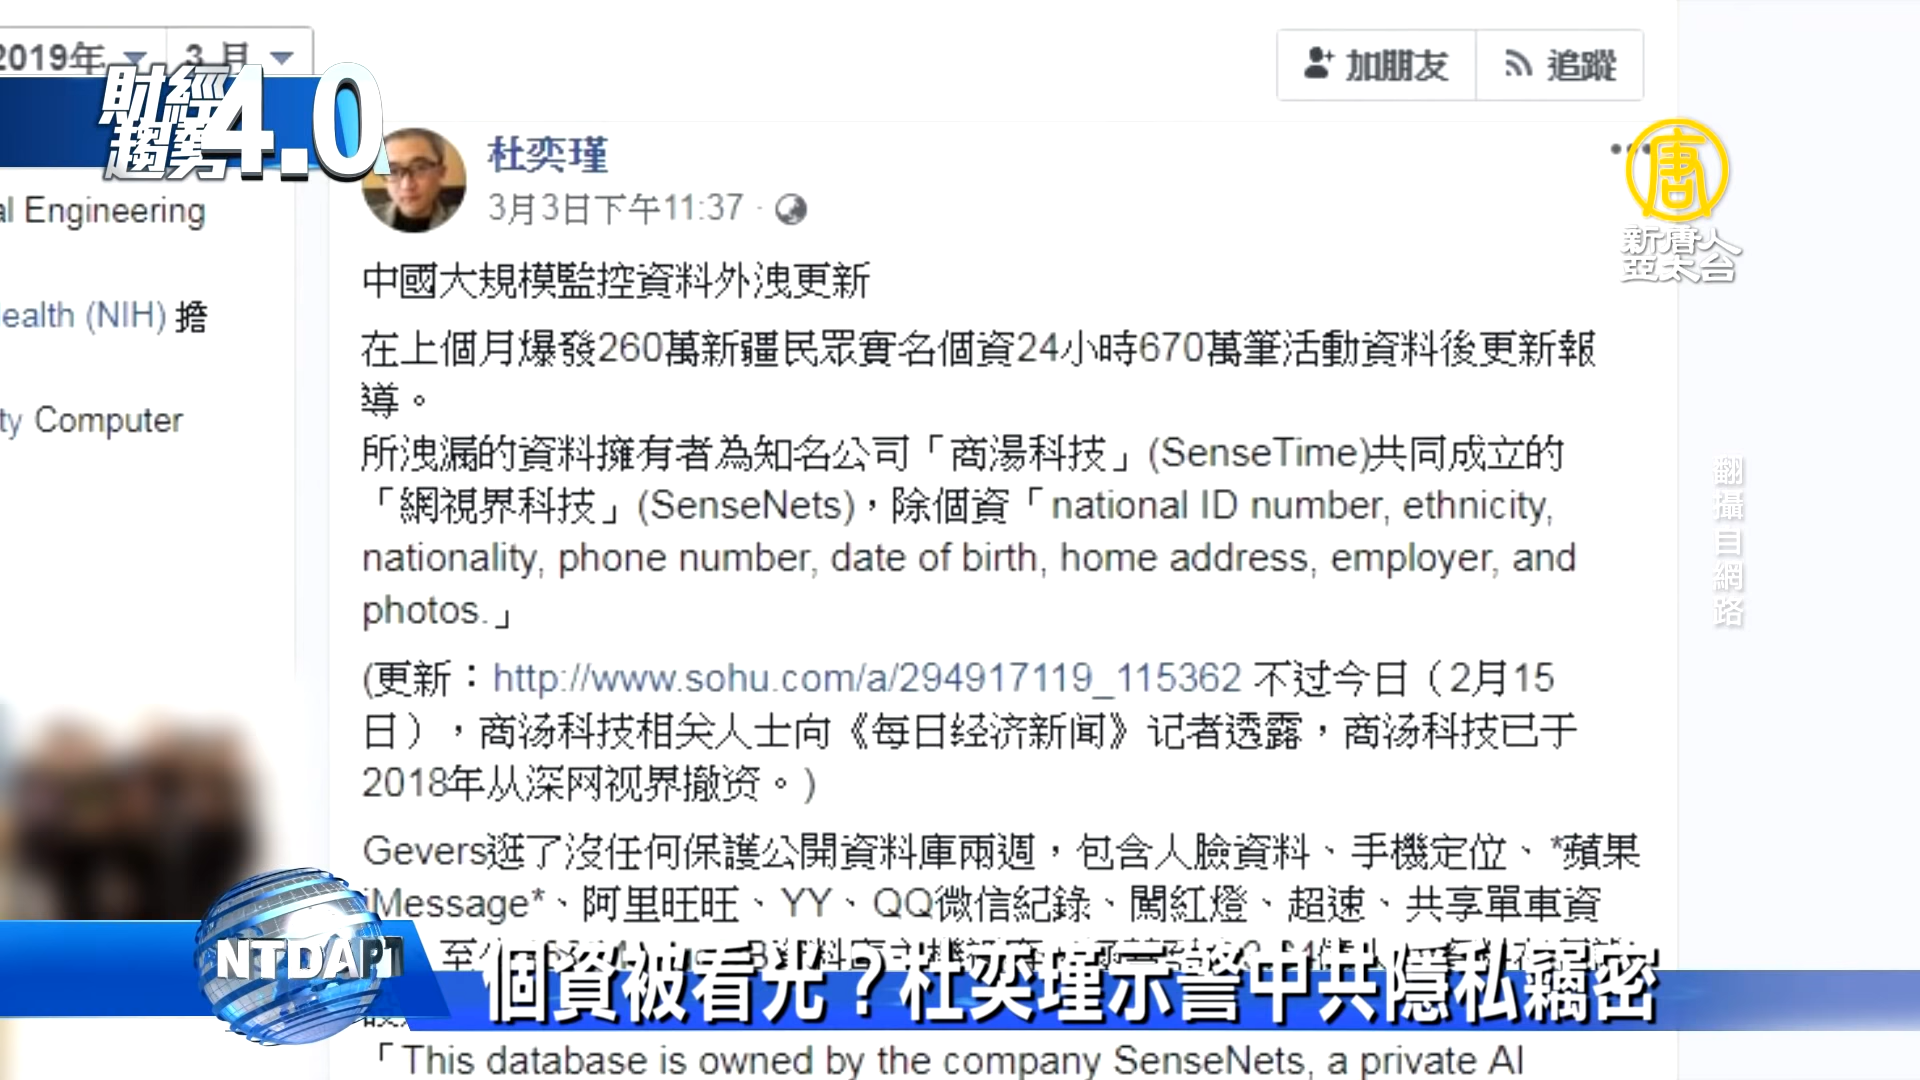 2019年 3 月
財經趨勢4.0
加朋友 追蹤
杜奕瑾
3月3日下午11:37
唐
新唐人
亞太台
al Engineering
ealth (NIH) 擔
ty Computer
中國大規模監控資料外洩更新
在上個月爆發260萬新疆民眾實名個資24小時670萬筆活動資料後更新報
導。
所洩漏的資料擁有者為知名公司「商湯科技」(SenseTime)共同成立的
「網視界科技」(SenseNets)，除個資「national ID number, ethnicity,
nationality, phone number, date of birth, home address, employer, and
photos.」
(更新：http://www.sohu.com/a/294917119_115362 不过今日（2月15
日），商汤科技相关人士向《每日经济新闻》记者透露，商汤科技已于
2018年从深网视界撤资。)
Gevers逛了沒任何保護公開資料庫兩週，包含人臉資料、手機定位、*蘋果
iMessage*、阿里旺旺、YY、QQ微信紀錄、闖紅燈、超速、共享單車資
翻攝自網路
NTDAPTV
個資被看光？杜奕瑾示警中共隱私竊密
「This database is owned by the company SenseNets, a private AI